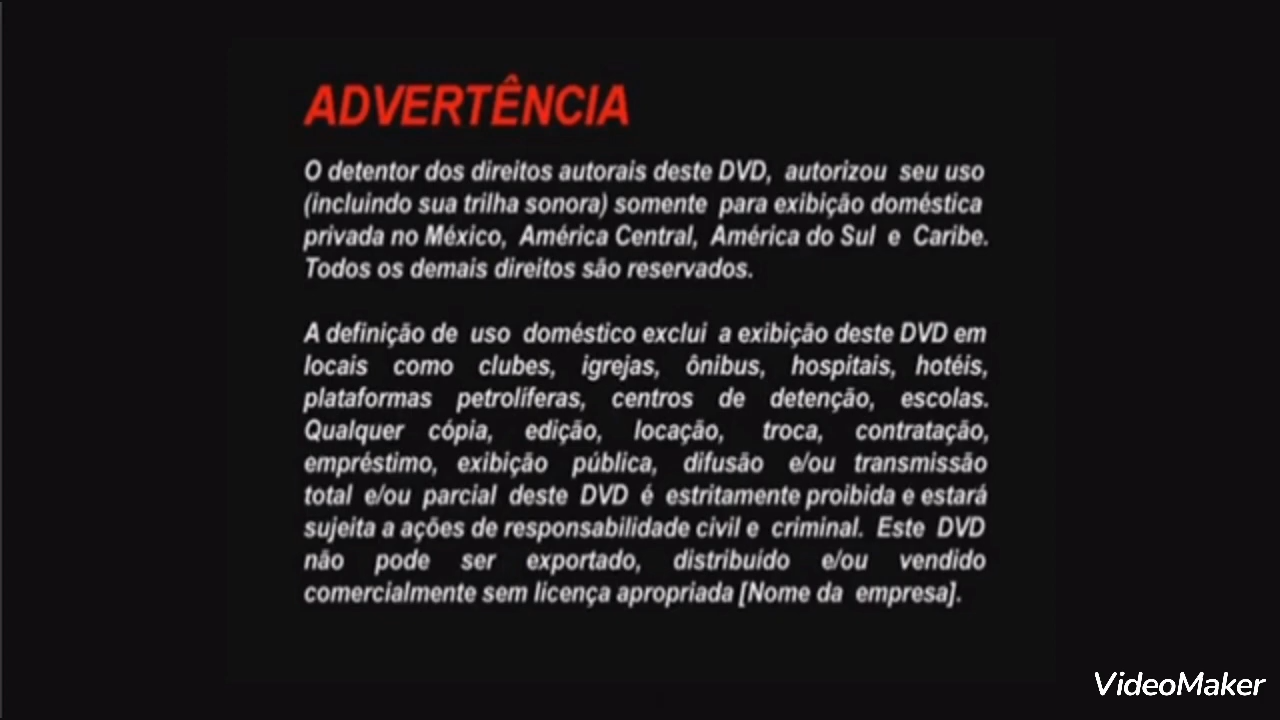 ADVERTÊNCIA
O detentor dos direitos autorais deste DVD, autorizou seu uso
(incluindo sua trilha sonora) somente para exibição doméstica
privada no México, América Central, América do Sul e Caribe.
Todos os demais direitos são reservados.
A definição de uso doméstico exclui a exibição deste DVD em
locais como clubes, igrejas, ônibus, hospitais, hotéis,
plataformas petrolíferas, centros de detenção, escolas.
Qualquer cópia, edição, locação, troca, contratação,
empréstimo, exibição pública, difusão e/ou transmissão
total e/ou parcial deste DVD é estritamente proibida e estará
sujeita a ações de responsabilidade civil e criminal. Este DVD
não pode ser exportado, distribuído e/ou vendido
comercialmente sem licença apropriada [Nome da empresa].
VideoMaker